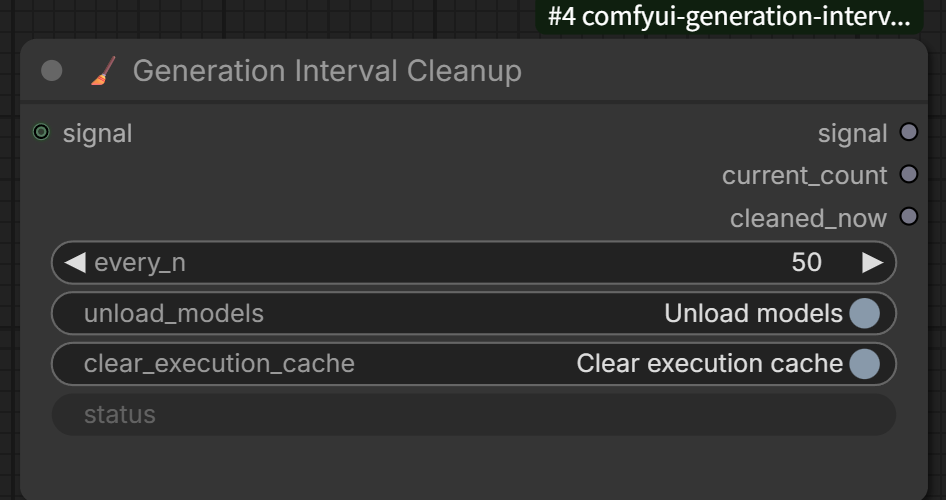 #4 comfyui-generation-interv...
Generation Interval Cleanup
signal signal
current_count
cleaned_now
every_n 50
unload_models Unload models
clear_execution_cache Clear execution cache
status